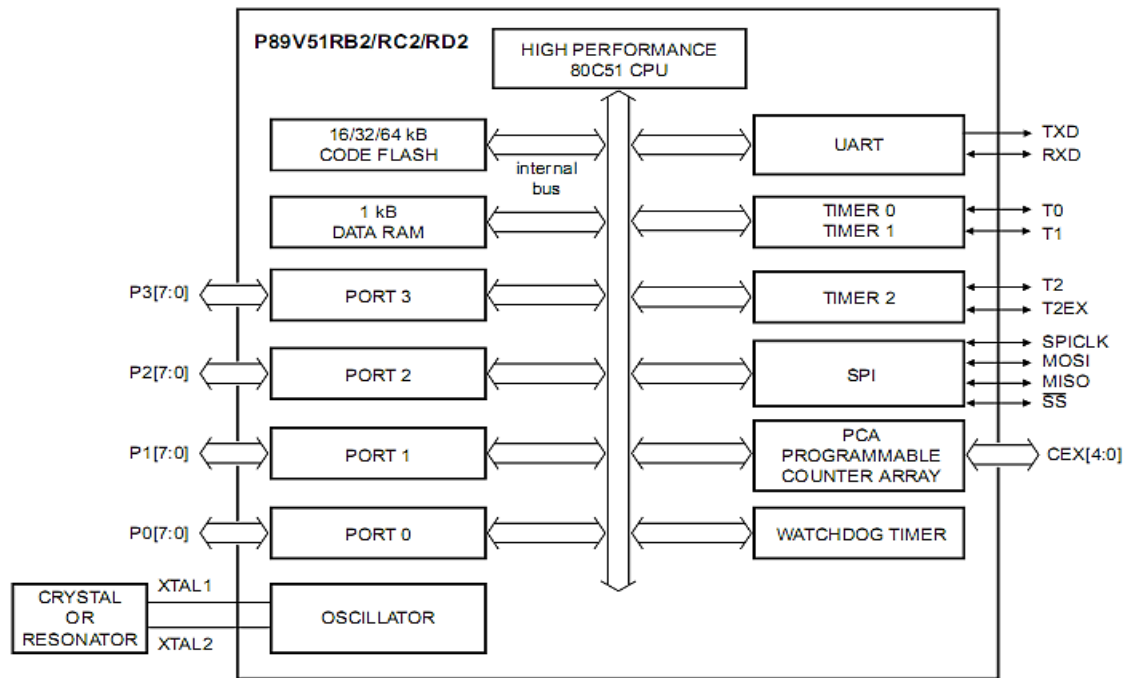 P89V51RB2/RC2/RD2
HIGH PERFORMANCE
80C51 CPU
16/32/64 kB
CODE FLASH
internal
bus
1 kB
DATA RAM
P3[7:0]
PORT 3
P2[7:0]
PORT 2
P1[7:0]
PORT 1
P0[7:0]
PORT 0
XTAL1
CRYSTAL
OR
RESONATOR
XTAL2
OSCILLATOR
UART
TXD
RXD
TIMER 0
TIMER 1
T0
T1
TIMER 2
T2
T2EX
SPI
SPICLK
MOSI
MISO
S̅S̅
PCA
PROGRAMMABLE
COUNTER ARRAY
CEX[4:0]
WATCHDOG TIMER